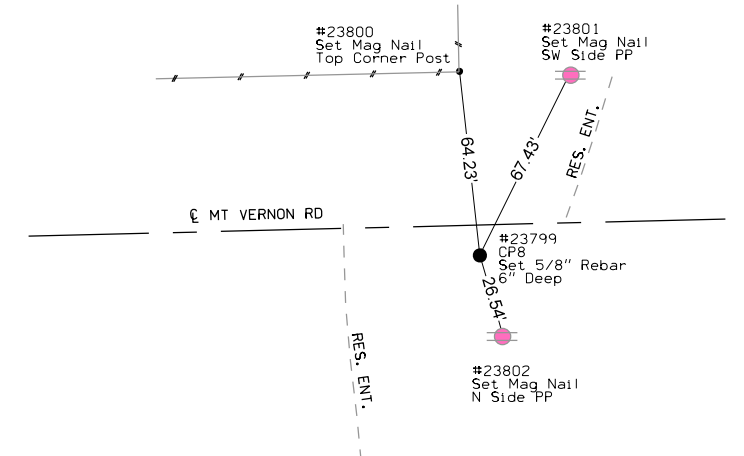 #23800
Set Mag Nail
Top Corner Post
#23801
Set Mag Nail
SW Side PP
64.23'
67.43'
RES. ENT.
℄ MT VERNON RD
#23799
CP8
Set 5/8" Rebar
6" Deep
26.54'
RES. ENT.
#23802
Set Mag Nail
N Side PP